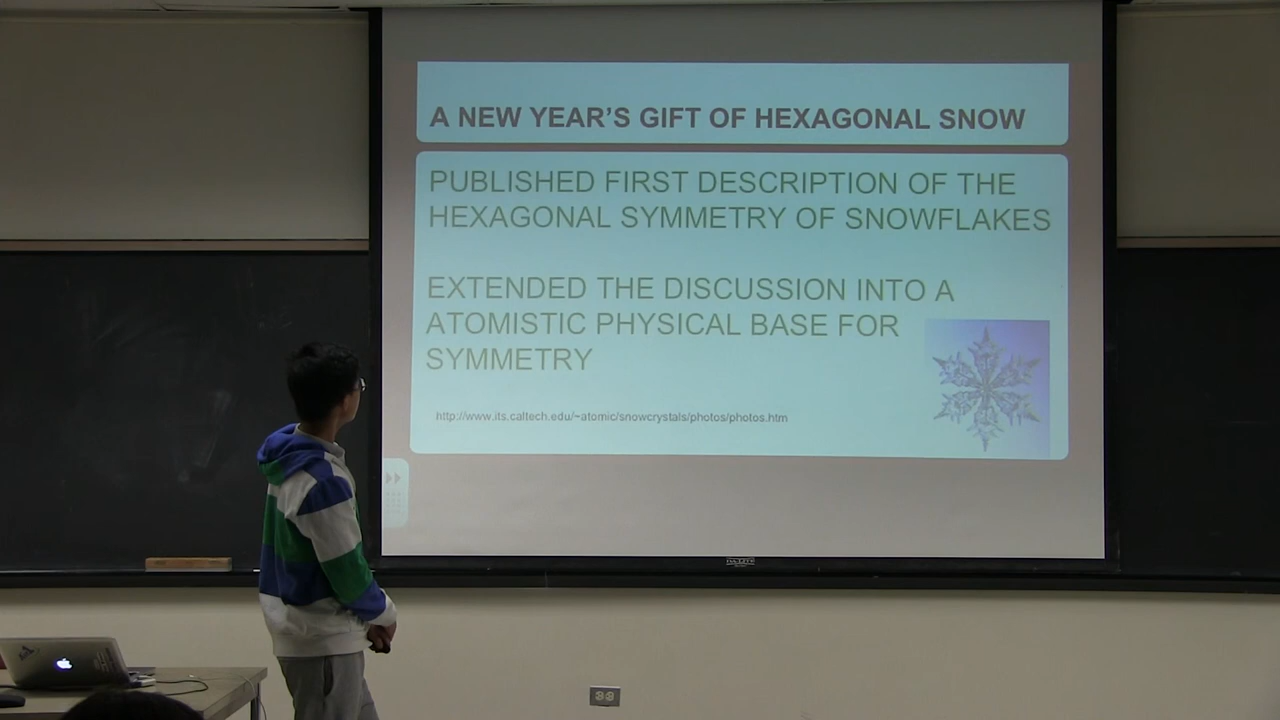 A NEW YEAR'S GIFT OF HEXAGONAL SNOW
PUBLISHED FIRST DESCRIPTION OF THE
HEXAGONAL SYMMETRY OF SNOWFLAKES
EXTENDED THE DISCUSSION INTO A
ATOMISTIC PHYSICAL BASE FOR
SYMMETRY
http://www.its.caltech.edu/~atomic/snowcrystals/photos/photos.htm